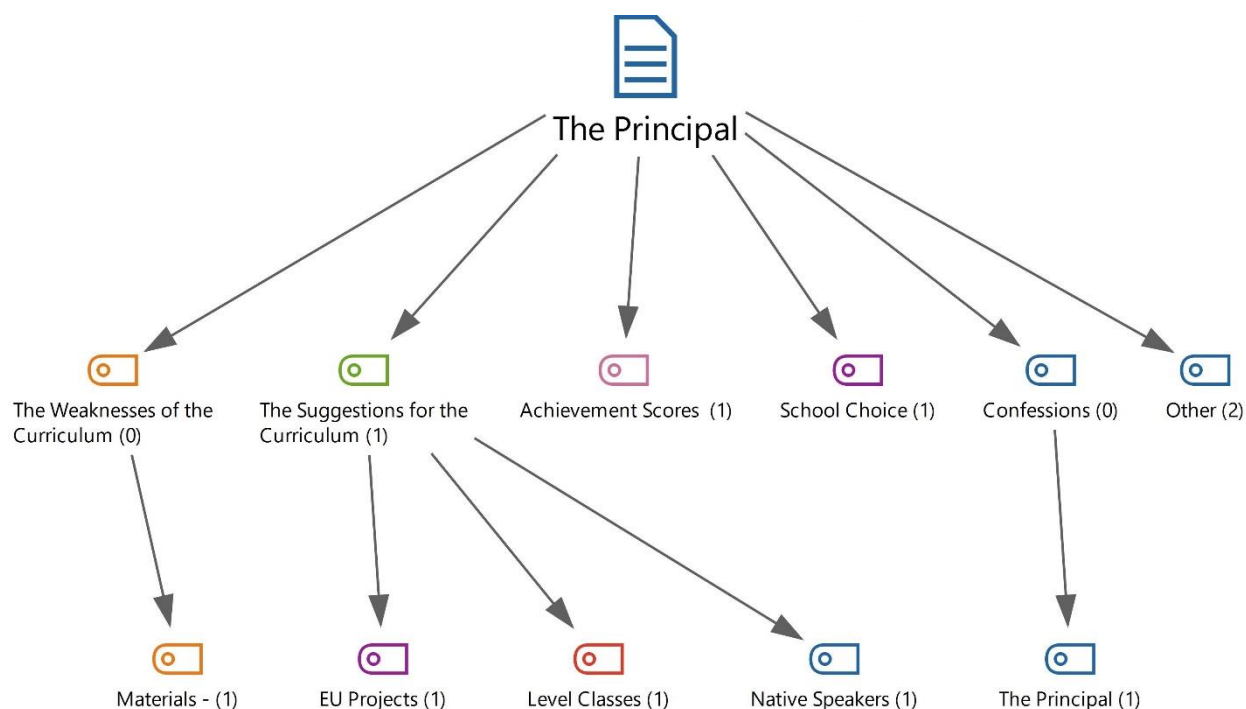 The Principal
The Weaknesses of the
Curriculum (0)
The Suggestions for the
Curriculum (1)
Achievement Scores (1)
School Choice (1)
Confessions (0)
Other (2)
Materials - (1)
EU Projects (1)
Level Classes (1)
Native Speakers (1)
The Principal (1)